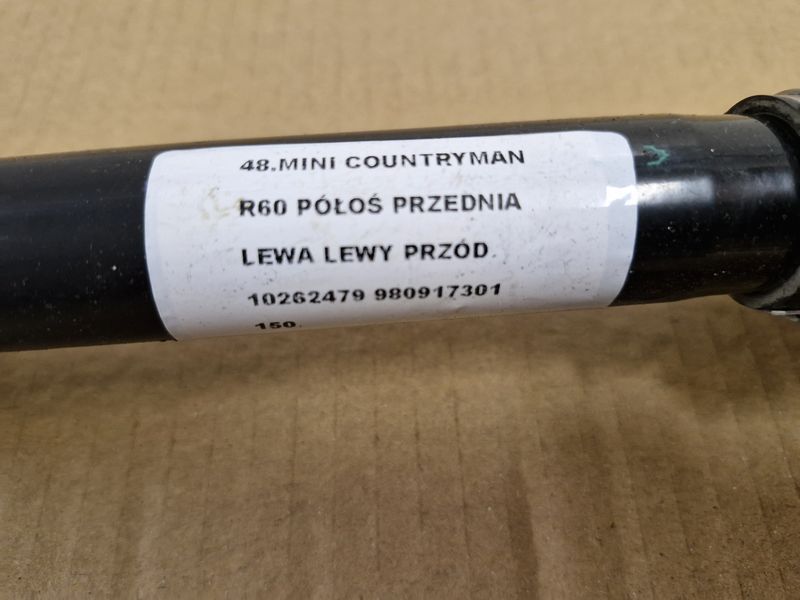 48.MINI COUNTRYMAN
R60 PÓŁOŚ PRZEDNIA
LEWA LEWY PRZÓD
10262479 980917301
150.